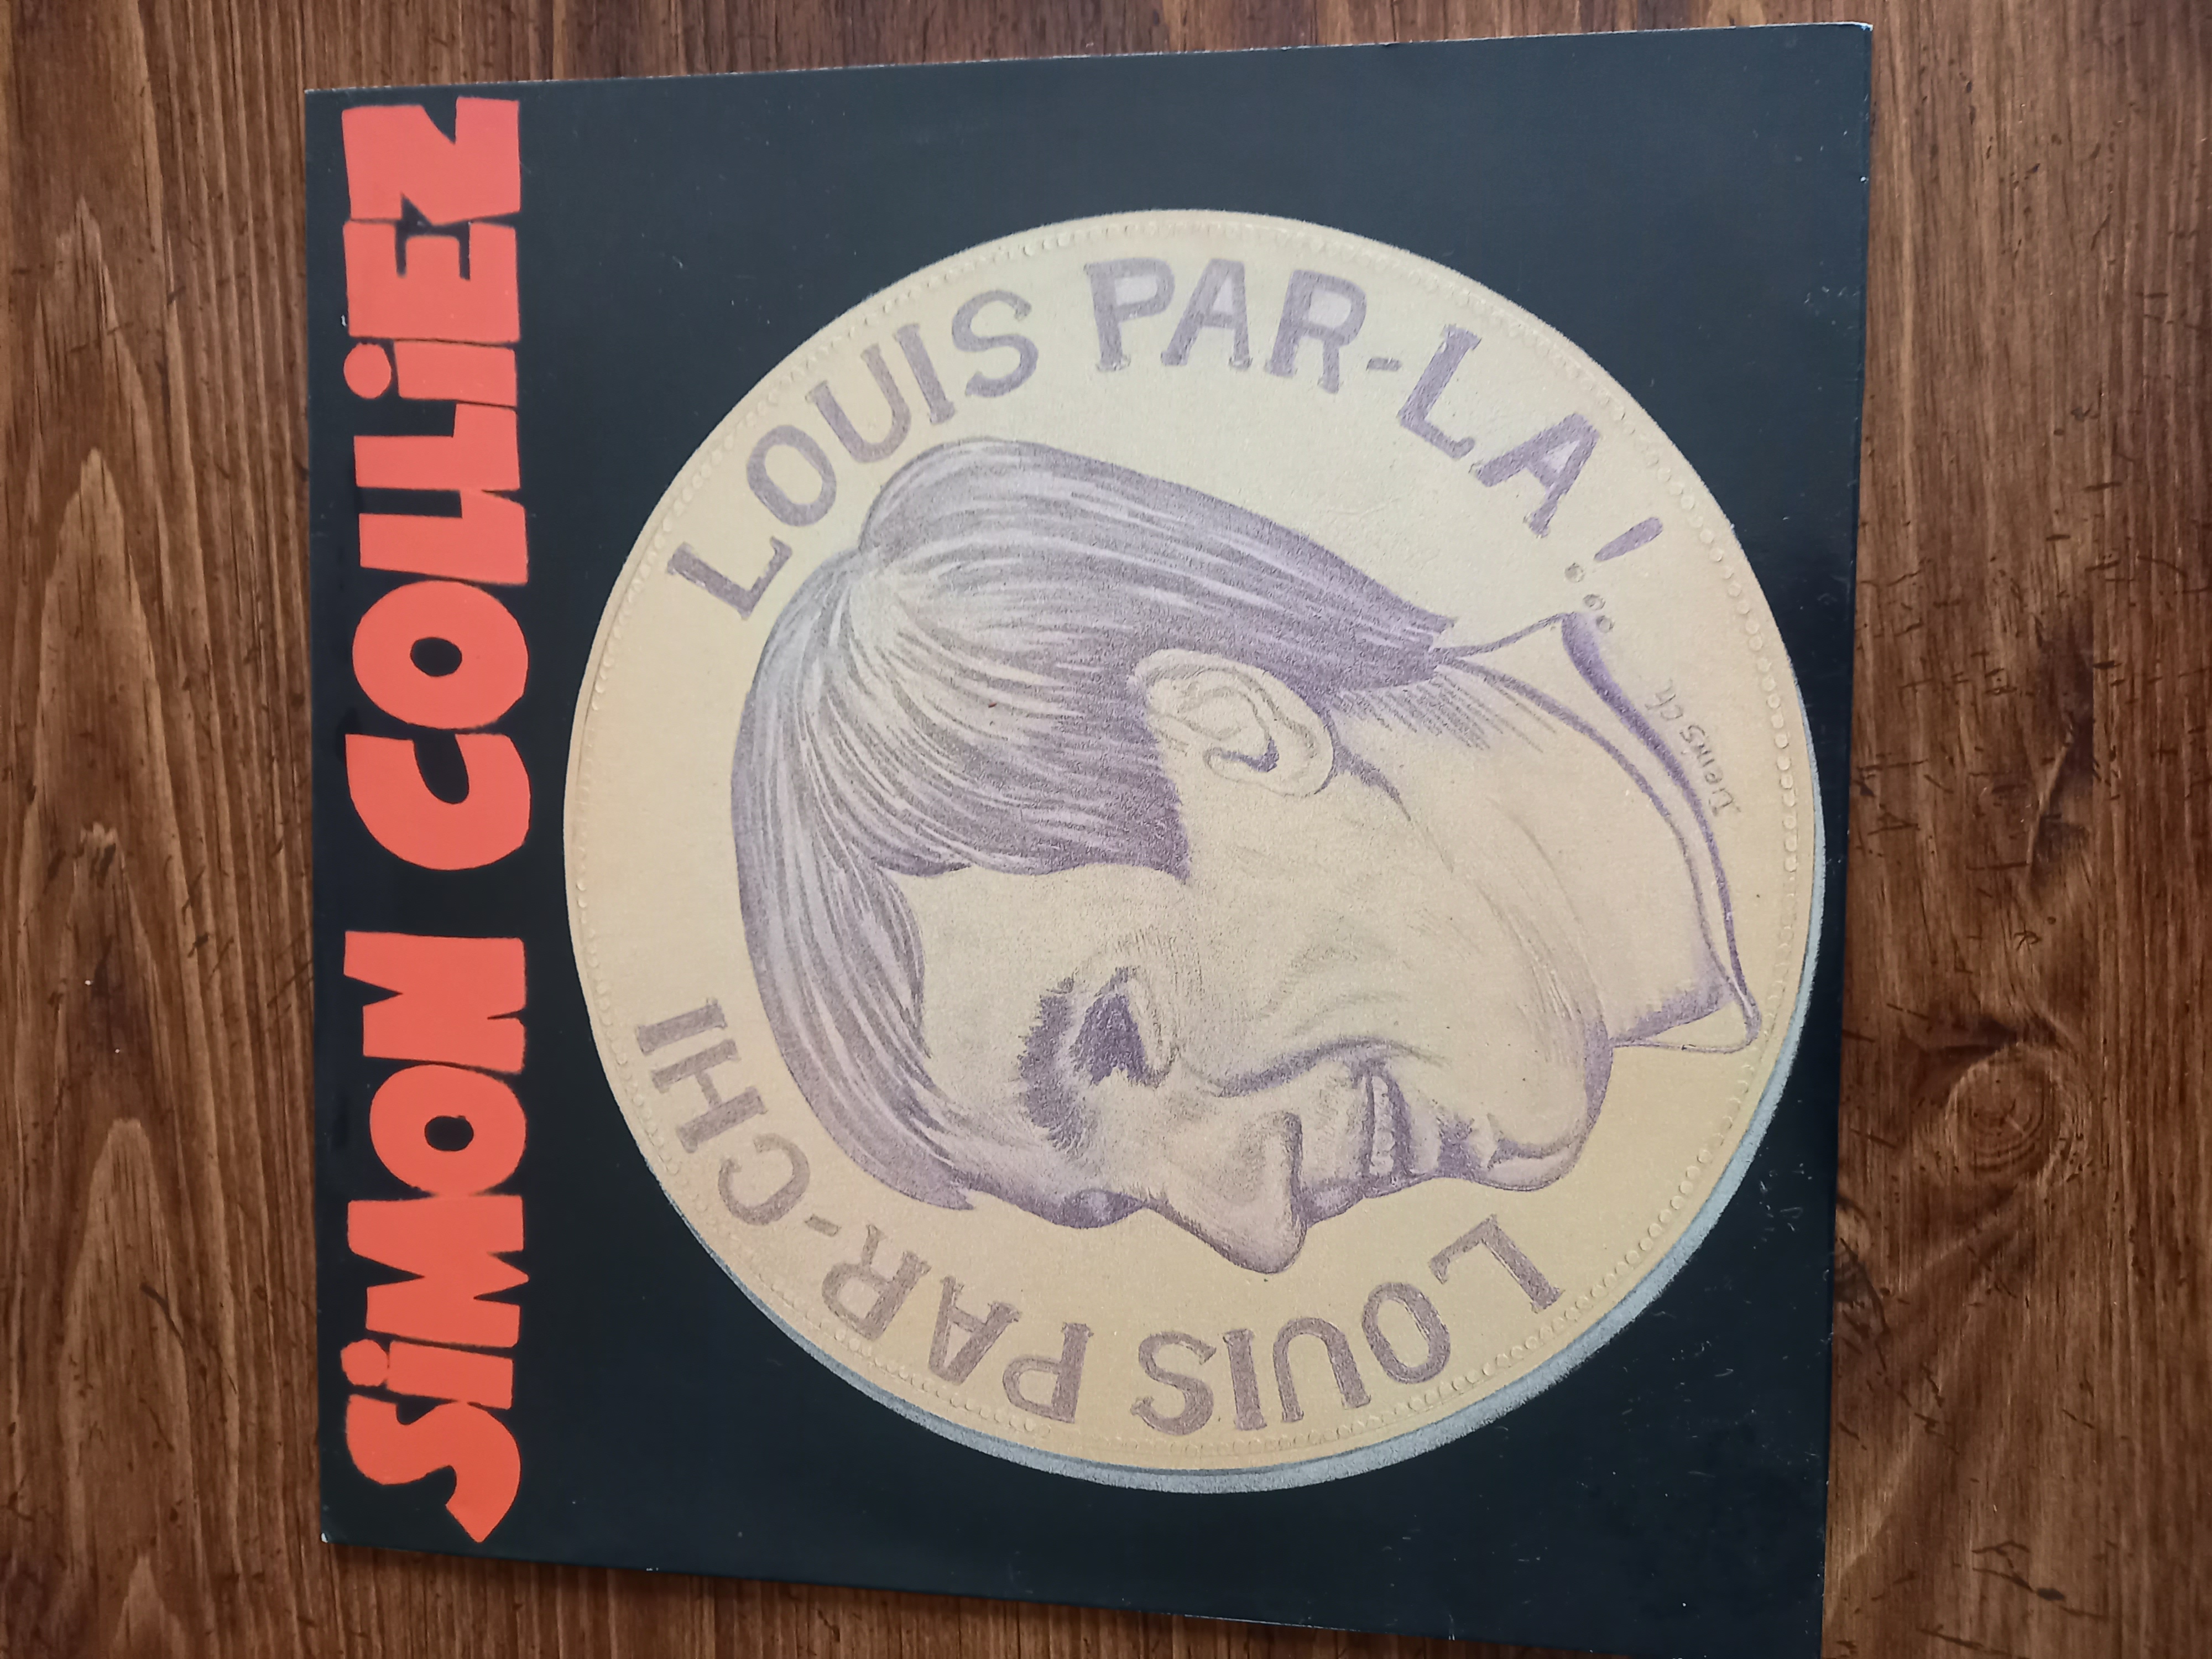 SiMON COLLiEZ
LOUIS PAR-CHI
LOUIS PAR-LA!...